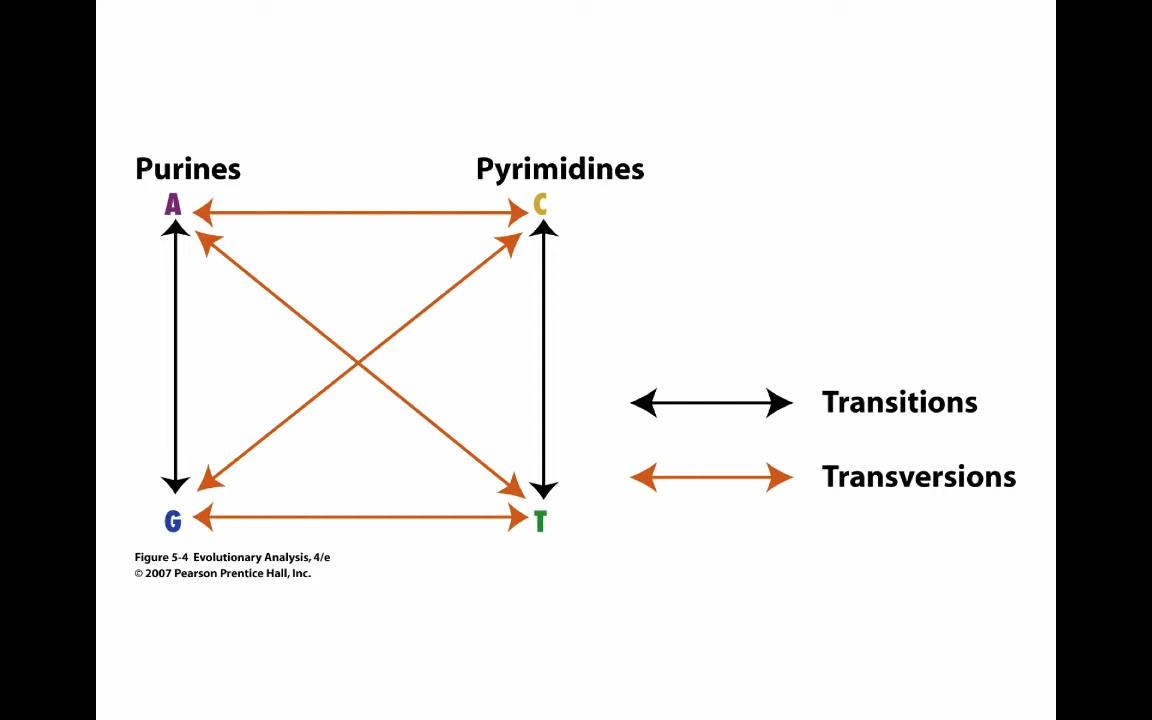 Purines Pyrimidines
A C
Transitions
Transversions
G T
Figure 5-4 Evolutionary Analysis, 4/e
© 2007 Pearson Prentice Hall, Inc.